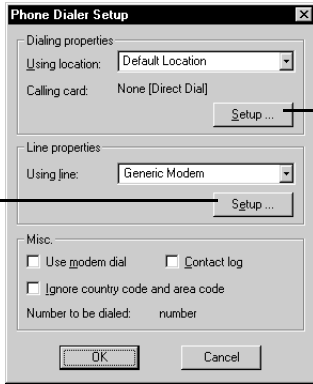 Phone Dialer Setup
Dialing properties
Using location: Default Location
Calling card: None [Direct Dial]
Setup ...
Line properties
Using line: Generic Modem
Setup ...
Misc.
Use modem dial Contact log
Ignore country code and area code
Number to be dialed: number
OK Cancel